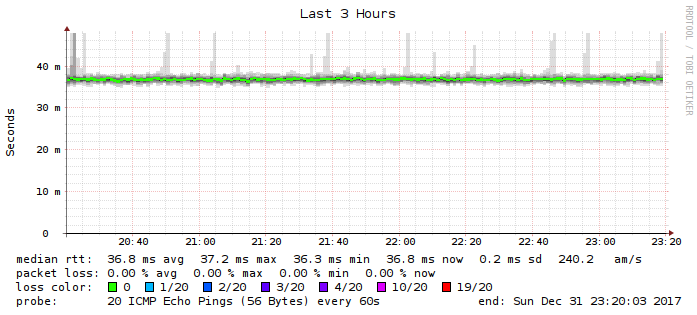 Last 3 Hours
RRDTOOL / TOBI OETIKER
Seconds
40 m
30 m
20 m
10 m
0
20:40 21:00 21:20 21:40 22:00 22:20 22:40 23:00 23:20
median rtt: 36.8 ms avg 37.2 ms max 36.3 ms min 36.8 ms now 0.2 ms sd 240.2 am/s
packet loss: 0.00 % avg 0.00 % max 0.00 % min 0.00 % now
loss color: 0 1/20 2/20 3/20 4/20 10/20 19/20
probe: 20 ICMP Echo Pings (56 Bytes) every 60s end: Sun Dec 31 23:20:03 2017